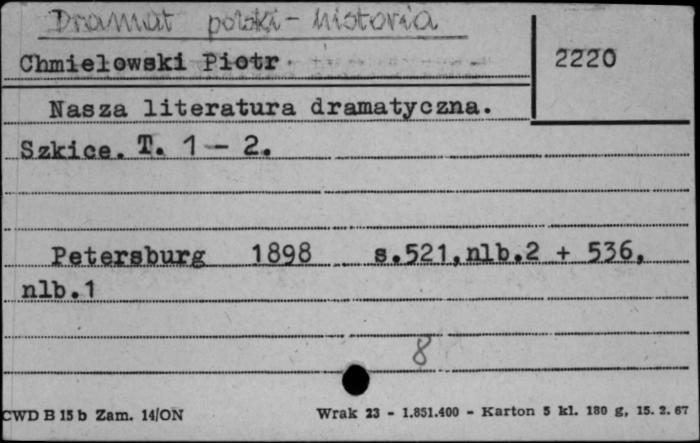 Dramat polski - historia
Chmielowski Piotr
2220
Nasza literatura dramatyczna.
Szkice. T. 1 - 2.
Petersburg 1898 s.521,nlb.2 + 536,
nlb.1
8
CWD B 15 b Zam. 14/ON
Wrak 23 - 1.851.400 - Karton 5 kl. 180 g, 15. 2. 67